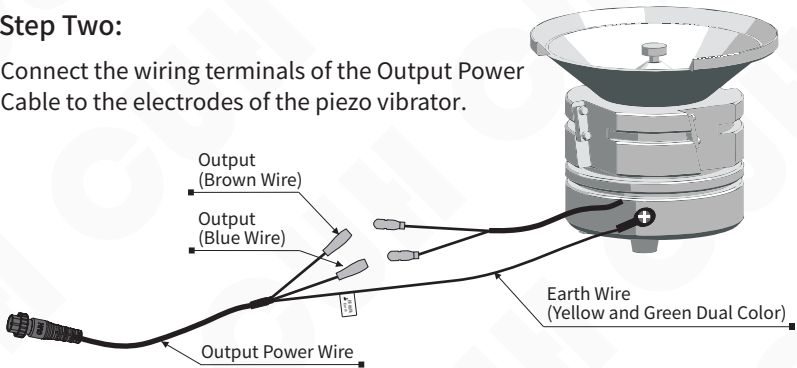 Step Two:
Connect the wiring terminals of the Output Power
Cable to the electrodes of the piezo vibrator.
Output
(Brown Wire)
Output
(Blue Wire)
Earth Wire
(Yellow and Green Dual Color)
Output Power Wire
CUH